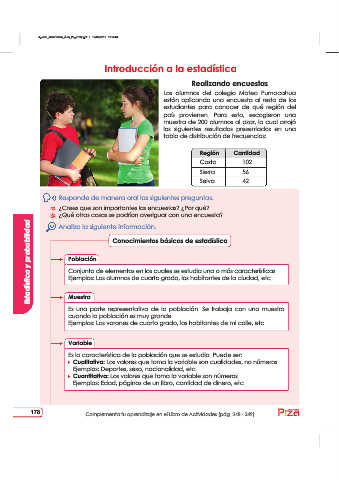 Introducción a la estadística
Realizando encuestas
Los alumnos del colegio Mateo Pumacahua
están aplicando una encuesta al resto de los
estudiantes para conocer de qué región del
país provienen. Para esto, escogieron una
muestra de 200 alumnos al azar, la cual arrojó
los siguientes resultados presentados en una
tabla de distribución de frecuencias:
Región Cantidad
Costa 102
Sierra 56
Selva 42
Responde de manera oral las siguientes preguntas.
¿Crees que son importantes las encuestas? ¿Por qué?
¿Qué otras cosas se podrían averiguar con una encuesta?
Analiza la siguiente información.
Conocimientos básicos de estadística
Población
Conjunto de elementos en los cuales se estudia una o más características
Ejemplos: Los alumnos de cuarto grado, los habitantes de la ciudad, etc.
Muestra
Es una parte representativa de la población. Se trabaja con una muestra
cuando la población es muy grande.
Ejemplos: Los varones de cuarto grado, los habitantes de mi calle, etc.
Variable
Es la característica de la población que se estudia. Puede ser:
Cualitativa: Los valores que toma la variable son cualidades, no números
Ejemplos: Deportes, sexo, nacionalidad, etc.
Cuantitativa: Los valores que toma la variable son números
Ejemplos: Edad, páginas de un libro, cantidad de dinero, etc.
Estadística y probabilidad
178
Complementa tu aprendizaje en el Libro de Actividades (pág. 248 - 249)